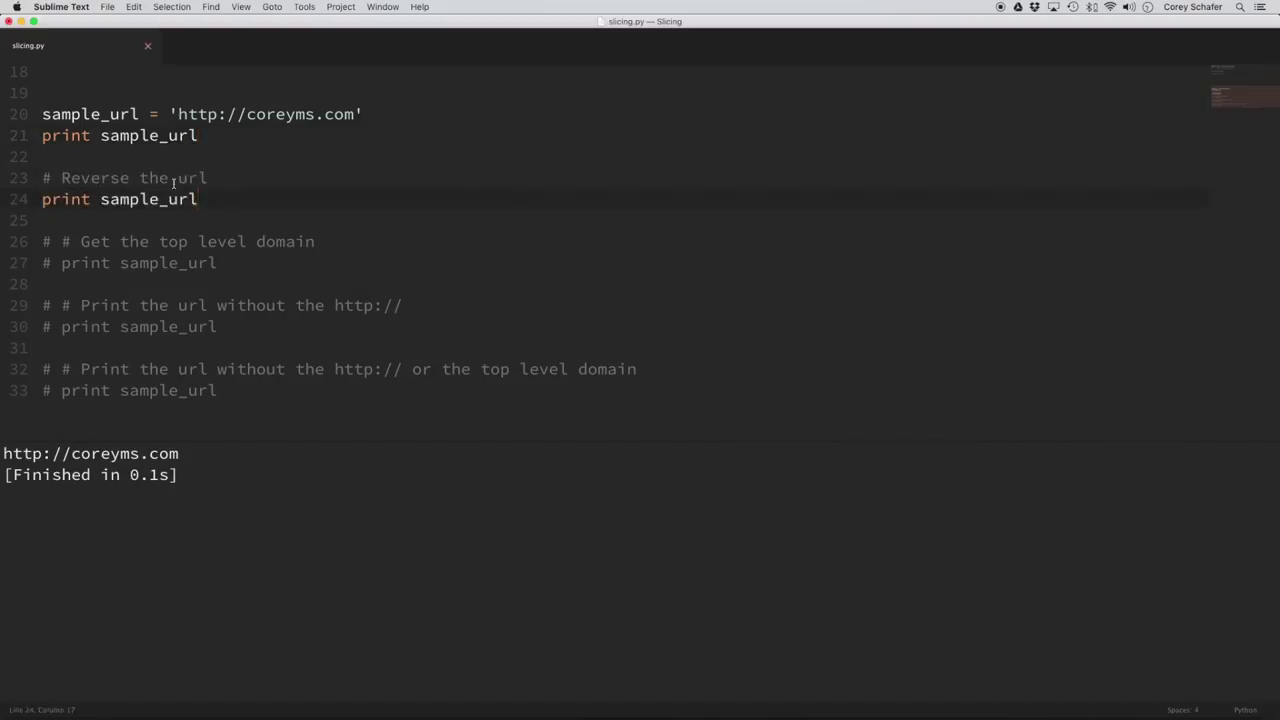 Sublime Text File Edit Selection Find View Goto Tools Project Window Help Corey Schafer
slicing.py — Slicing
slicing.py
18
19
20 sample_url = 'http://coreyms.com'
21 print sample_url
22
23 # Reverse the url
24 print sample_url
25
26 # # Get the top level domain
27 # print sample_url
28
29 # # Print the url without the http://
30 # print sample_url
31
32 # # Print the url without the http:// or the top level domain
33 # print sample_url
http://coreyms.com
[Finished in 0.1s]
Line 24, Column 17 Spaces: 4 Python